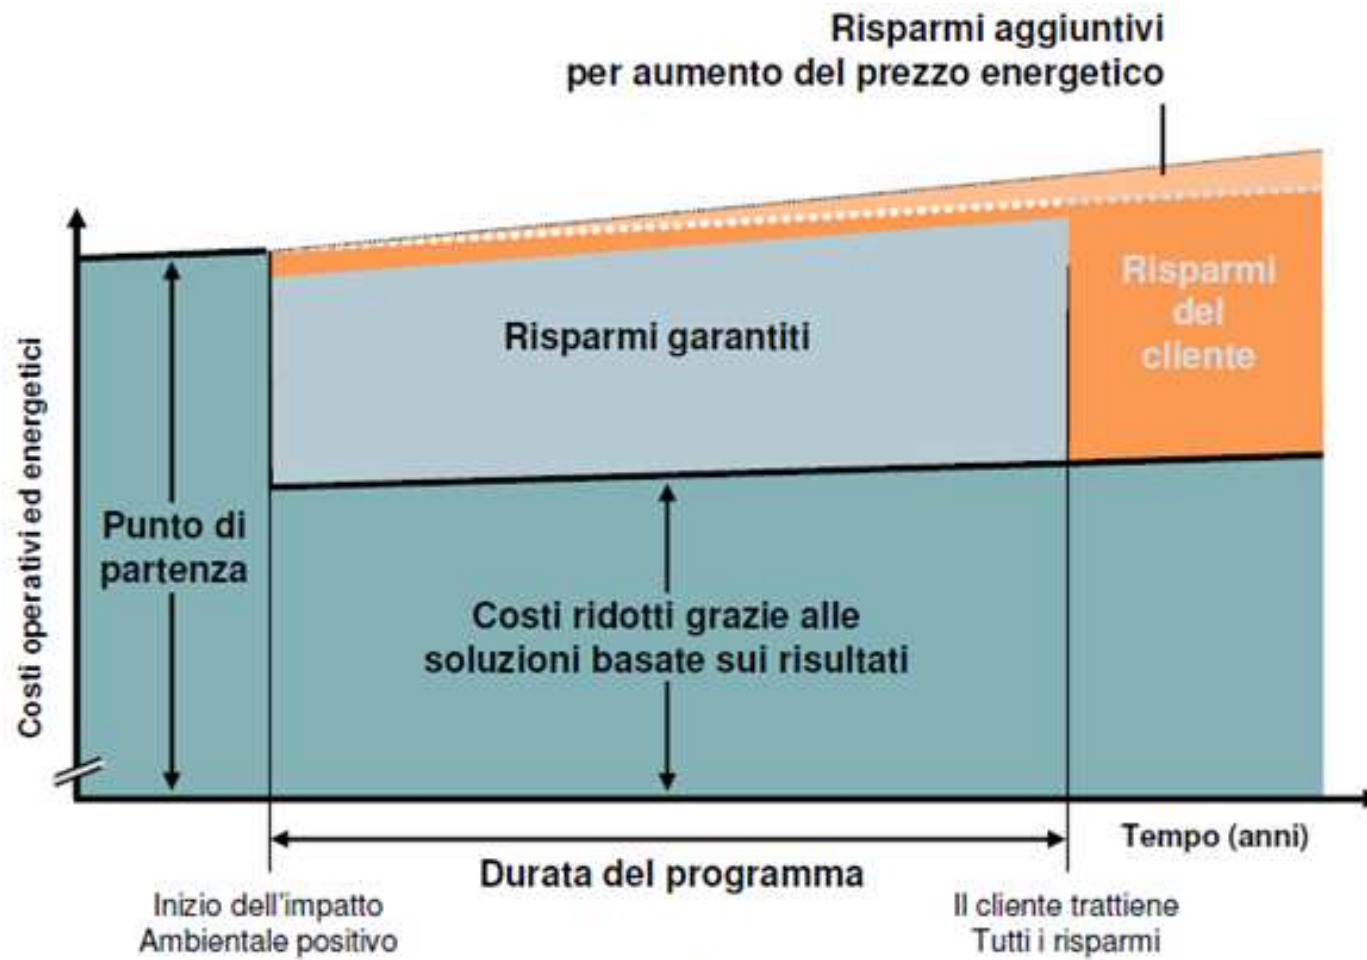 Risparmi aggiuntivi
per aumento del prezzo energetico
Risparmi garantiti
Risparmi
del
cliente
Costi operativi ed energetici
Punto di
partenza
Costi ridotti grazie alle
soluzioni basate sui risultati
Tempo (anni)
Durata del programma
Inizio dell'impatto
Ambientale positivo
Il cliente trattiene
Tutti i risparmi